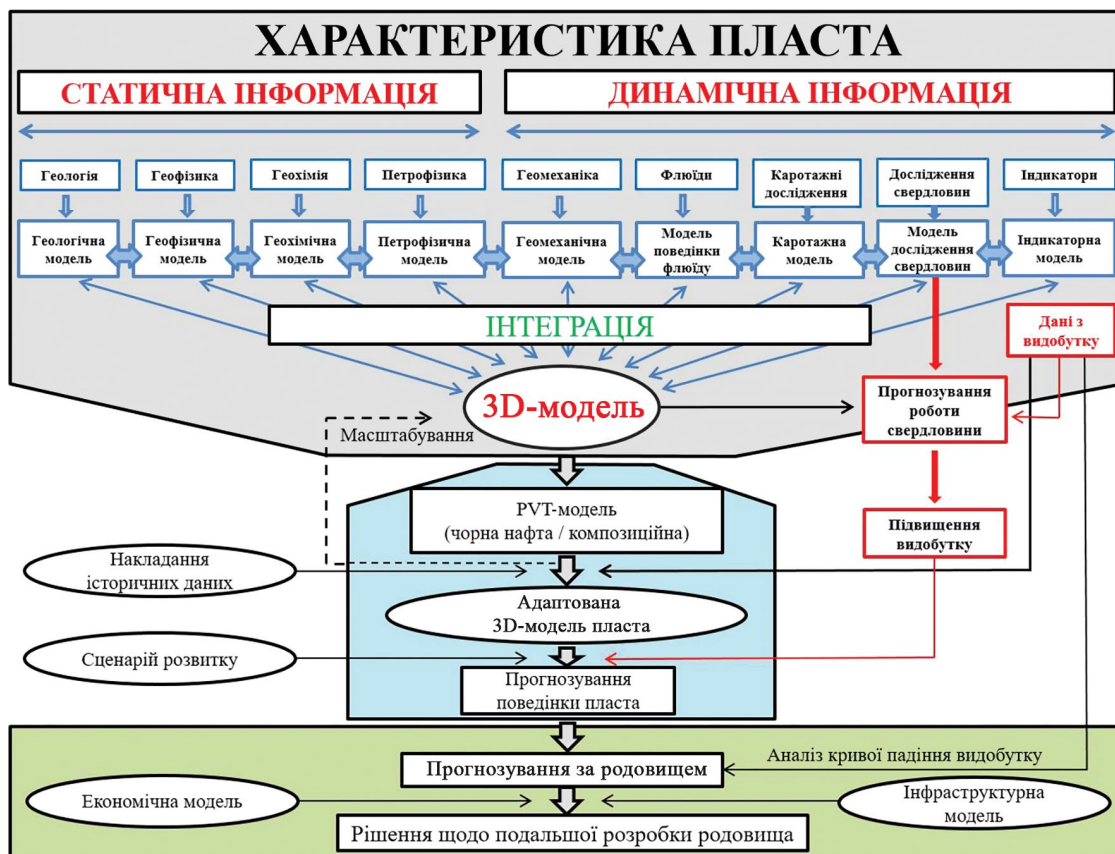 ХАРАКТЕРИСТИКА ПЛАСТА
СТАТИЧНА ІНФОРМАЦІЯ
ДИНАМІЧНА ІНФОРМАЦІЯ
Геологія
Геофізика
Геохімія
Петрофізика
Геомеханіка
Флюїди
Каротажні
дослідження
Дослідження
свердловин
Індикатори
Геологічна
модель
Геофізична
модель
Геохімічна
модель
Петрофізична
модель
Геомеханічна
модель
Модель
поведінки
флюїду
Каротажна
модель
Модель
дослідження
свердловин
Індикаторна
модель
ІНТЕГРАЦІЯ
Дані з
видобутку
3D-модель
Прогнозування
роботи
свердловини
Масштабування
PVT-модель
(чорна нафта / композиційна)
Підвищення
видобутку
Накладання
історичних даних
Адаптована
3D-модель пласта
Сценарій розвитку
Прогнозування
поведінки пласта
Аналіз кривої падіння видобутку
Прогнозування за родовищем
Економічна модель
Інфраструктурна
модель
Рішення щодо подальшої розробки родовища